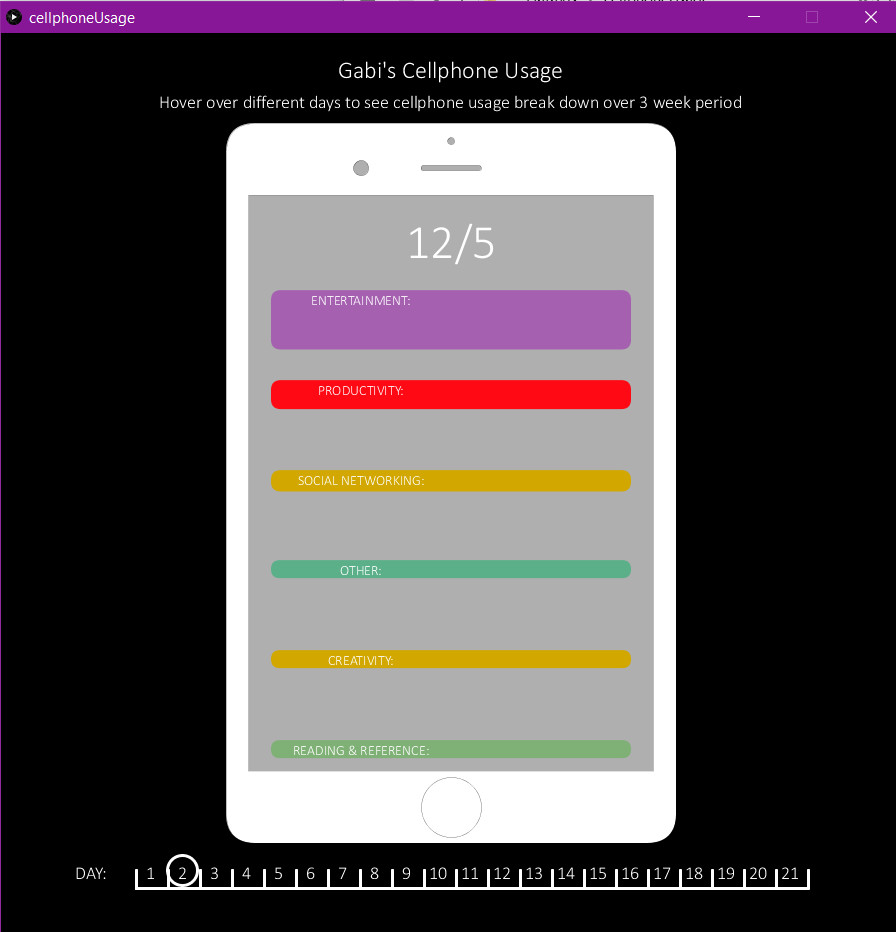 cellphoneUsage
Gabi's Cellphone Usage
Hover over different days to see cellphone usage break down over 3 week period
12/5
ENTERTAINMENT:
PRODUCTIVITY:
SOCIAL NETWORKING:
OTHER:
CREATIVITY:
READING & REFERENCE:
DAY: 1 2 3 4 5 6 7 8 9 10 11 12 13 14 15 16 17 18 19 20 21